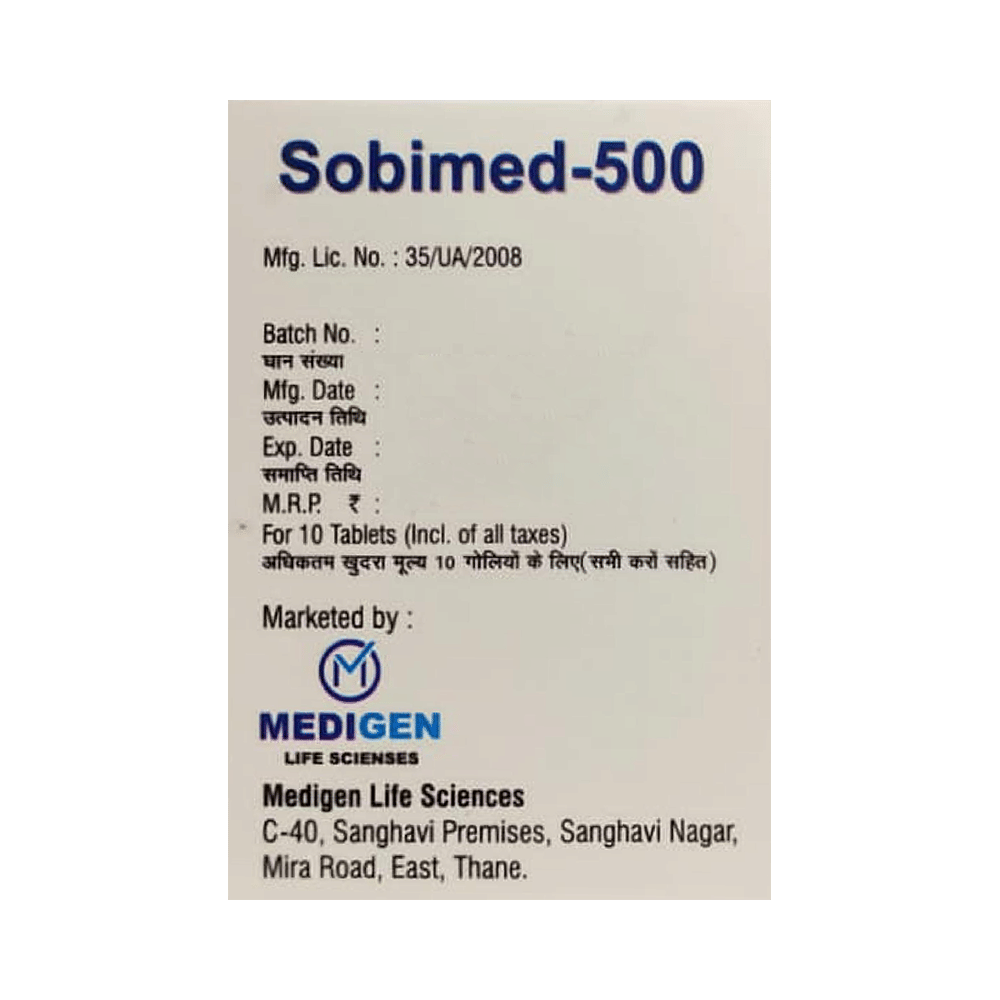 Sobimed-500
Mfg. Lic. No. : 35/UA/2008
Batch No. :
घान संख्या
Mfg. Date :
उत्पादन तिथि
Exp. Date :
समाप्ति तिथि
M.R.P. ₹ :
For 10 Tablets (Incl. of all taxes)
अधिकतम खुदरा मूल्य 10 गोलियों के लिए(सभी करों सहित)
Marketed by :
MEDIGEN
LIFE SCIENSES
Medigen Life Sciences
C-40, Sanghavi Premises, Sanghavi Nagar,
Mira Road, East, Thane.